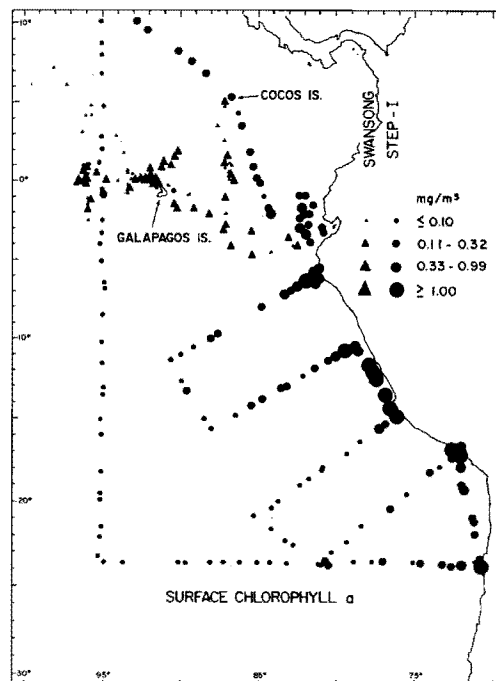 10°
COCOS IS.
SWANSONG
STEP-I
mg/m³
≤ 0.10
0.11 - 0.32
0.33 - 0.99
≥ 1.00
0°
GALAPAGOS IS.
10°
20°
SURFACE CHLOROPHYLL a
30°
95°
85°
75°